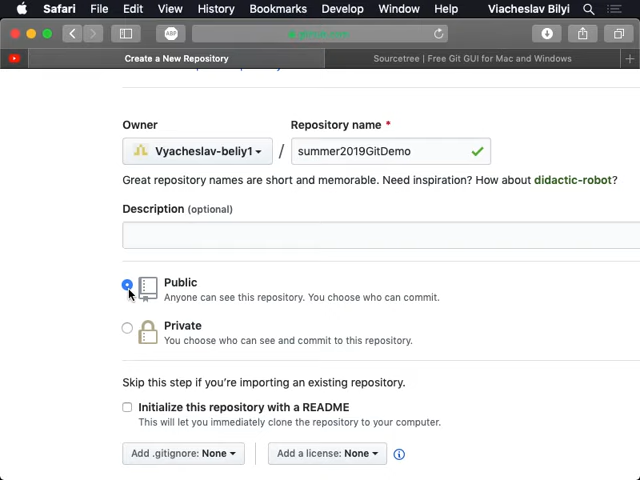 Safari File Edit View History Bookmarks Develop Window Help Viacheslav Bilyi
ABP github.com
Create a New Repository Sourcetree | Free Git GUI for Mac and Windows
Owner Repository name *
Vyacheslav-beliy1 / summer2019GitDemo
Great repository names are short and memorable. Need inspiration? How about didactic-robot?
Description (optional)
Public
Anyone can see this repository. You choose who can commit.
Private
You choose who can see and commit to this repository.
Skip this step if you're importing an existing repository.
Initialize this repository with a README
This will let you immediately clone the repository to your computer.
Add .gitignore: None Add a license: None